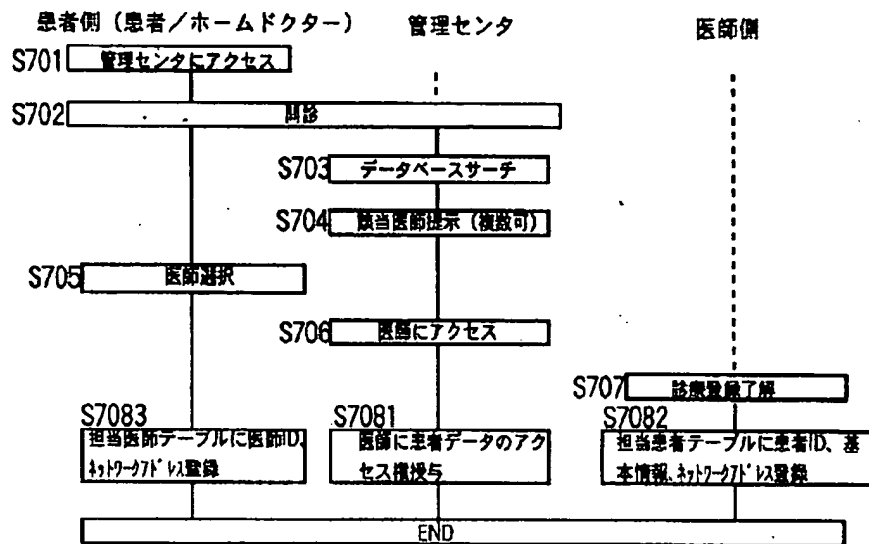 患者側（患者／ホームドクター） 管理センタ 医師側
S701 管理センタにアクセス
S702 問診
S703 データベースサーチ
S704 該当医師提示（複数可）
S705 医師選択
S706 医師にアクセス
S707 診療登録了解
S7083 S7081 S7082
担当医師テーブルに医師ID、
ネットワークアドレス登録
医師に患者データのアク
セス権授与
担当患者テーブルに患者ID、基
本情報、ネットワークアドレス登録
END